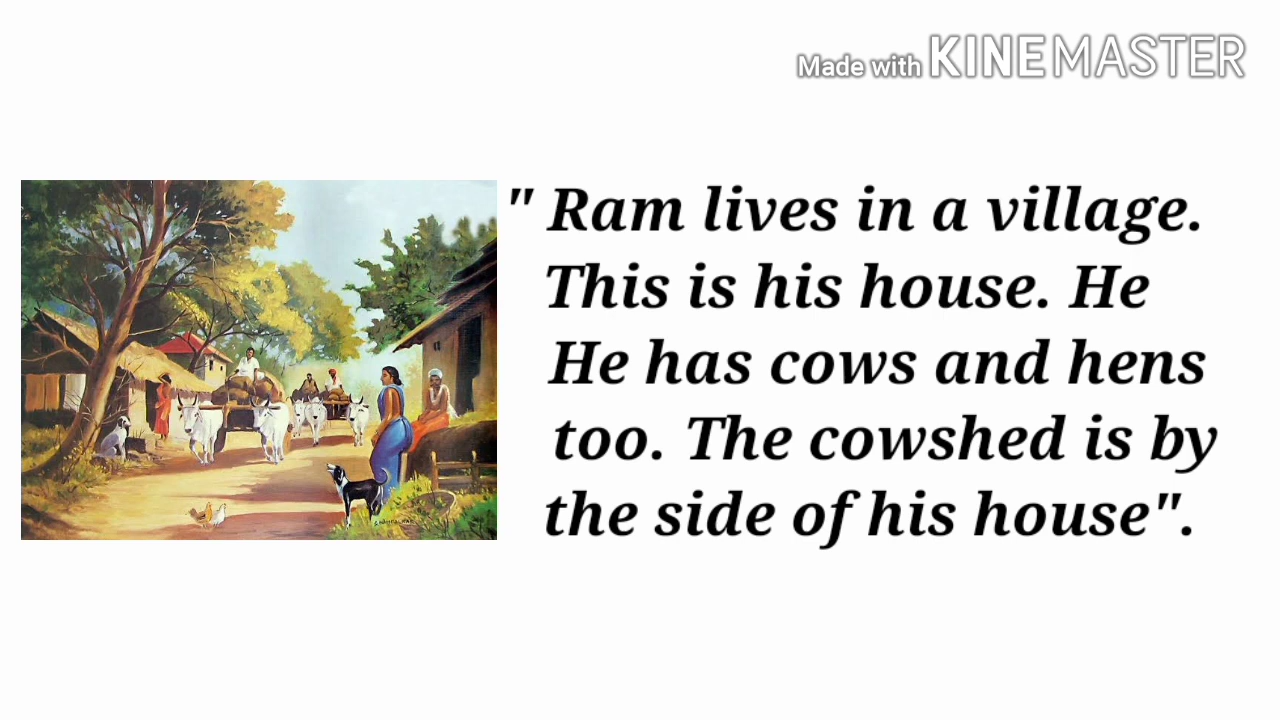 Made with KINEMASTER
" Ram lives in a village.
This is his house. He
He has cows and hens
too. The cowshed is by
the side of his house".